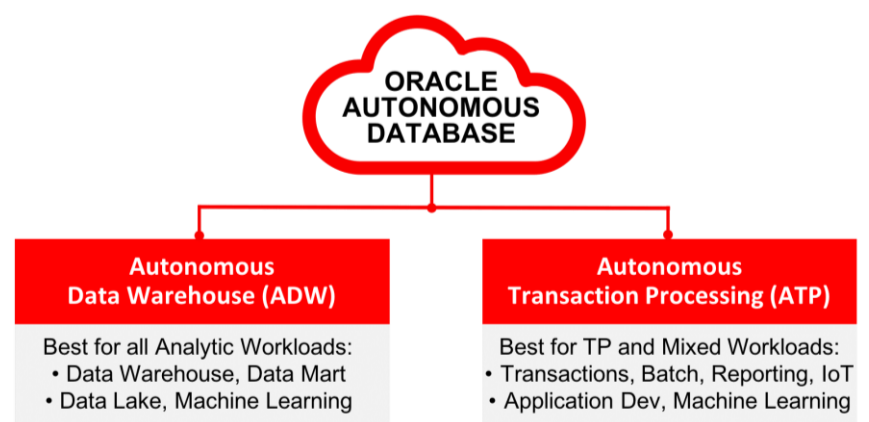 ORACLE
AUTONOMOUS
DATABASE
Autonomous
Data Warehouse (ADW)
Best for all Analytic Workloads:
• Data Warehouse, Data Mart
• Data Lake, Machine Learning
Autonomous
Transaction Processing (ATP)
Best for TP and Mixed Workloads:
• Transactions, Batch, Reporting, IoT
• Application Dev, Machine Learning